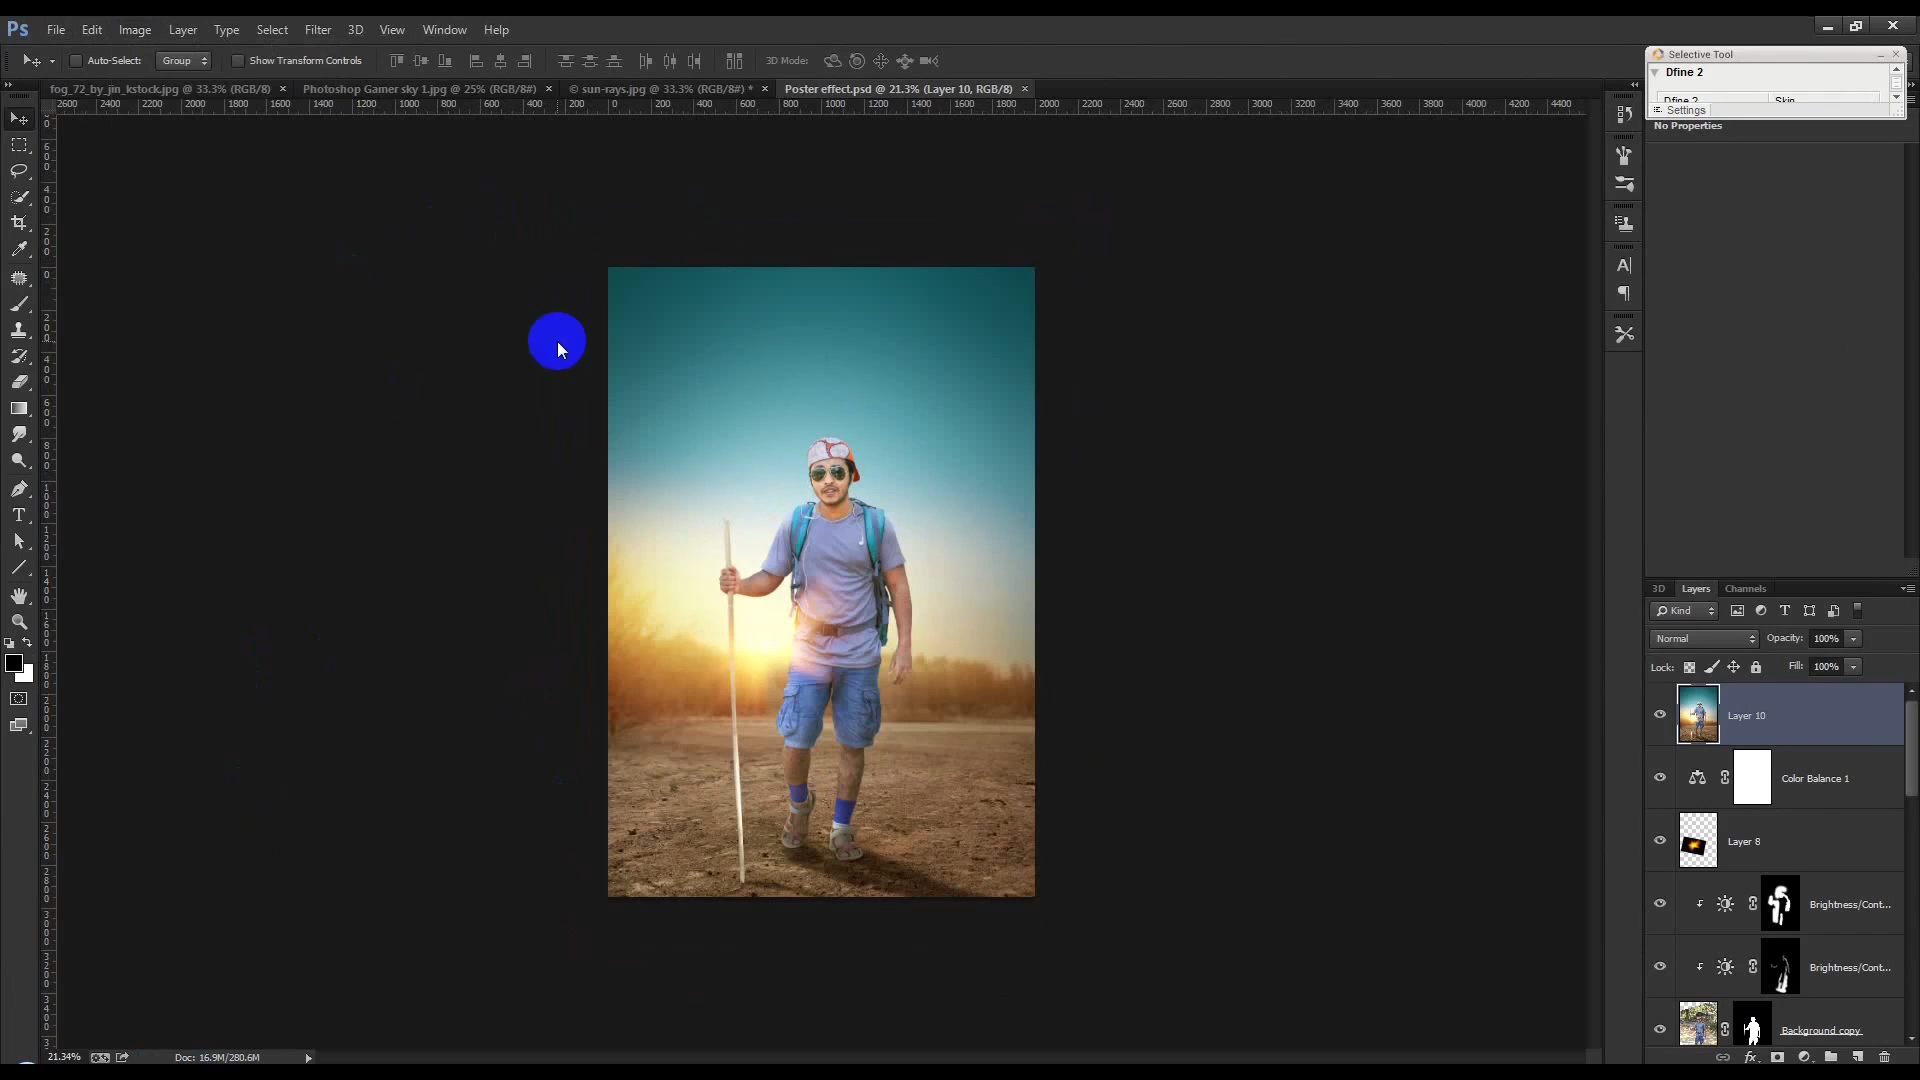 Ps File Edit Image Layer Type Select Filter 3D View Window Help
Auto-Select: Group Show Transform Controls 3D Mode:
fog_72_by_jin_kstock.jpg @ 33.3% (RGB/8) × Photoshop Gamer sky 1.jpg @ 25% (RGB/8#) × © sun-rays.jpg @ 33.3% (RGB/8#) * × Poster effect.psd @ 21.3% (Layer 10, RGB/8) ×
2600 2400 2200 2000 1800 1600 1400 1200 1000 800 600 400 200 0 200 400 600 800 1000 1200 1400 1600 1800 2000 2200 2400 2600 2800 3000 3200 3400 3600 3800 4000 4200 4400
Selective Tool
Dfine 2
Dfine 2 Skin
Settings
No Properties
3D Layers Channels
Kind
Normal Opacity: 100%
Lock: Fill: 100%
Layer 10
Color Balance 1
Layer 8
Brightness/Cont...
Brightness/Cont...
Background copy
21.34% Doc: 16.9M/280.6M